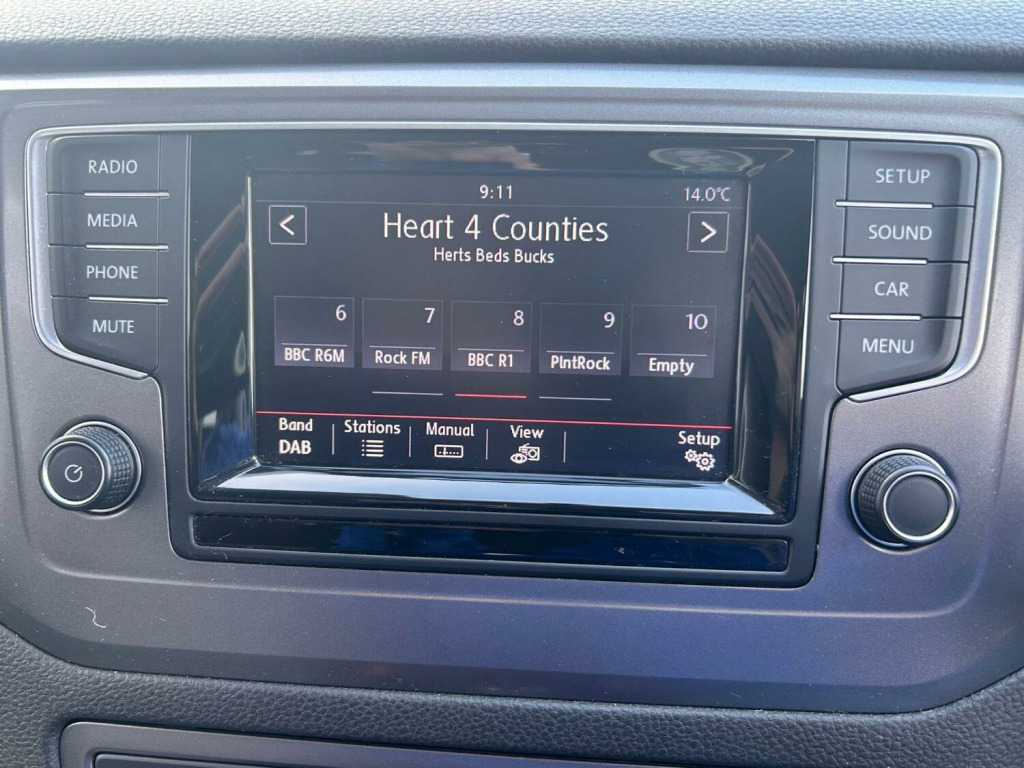 RADIO
MEDIA
PHONE
MUTE
9:11
14.0°C
<
Heart 4 Counties
>
Herts Beds Bucks
6 7 8 9 10
BBC R6M Rock FM BBC R1 PlntRock Empty
Band Stations Manual View Setup
DAB
SETUP
SOUND
CAR
MENU